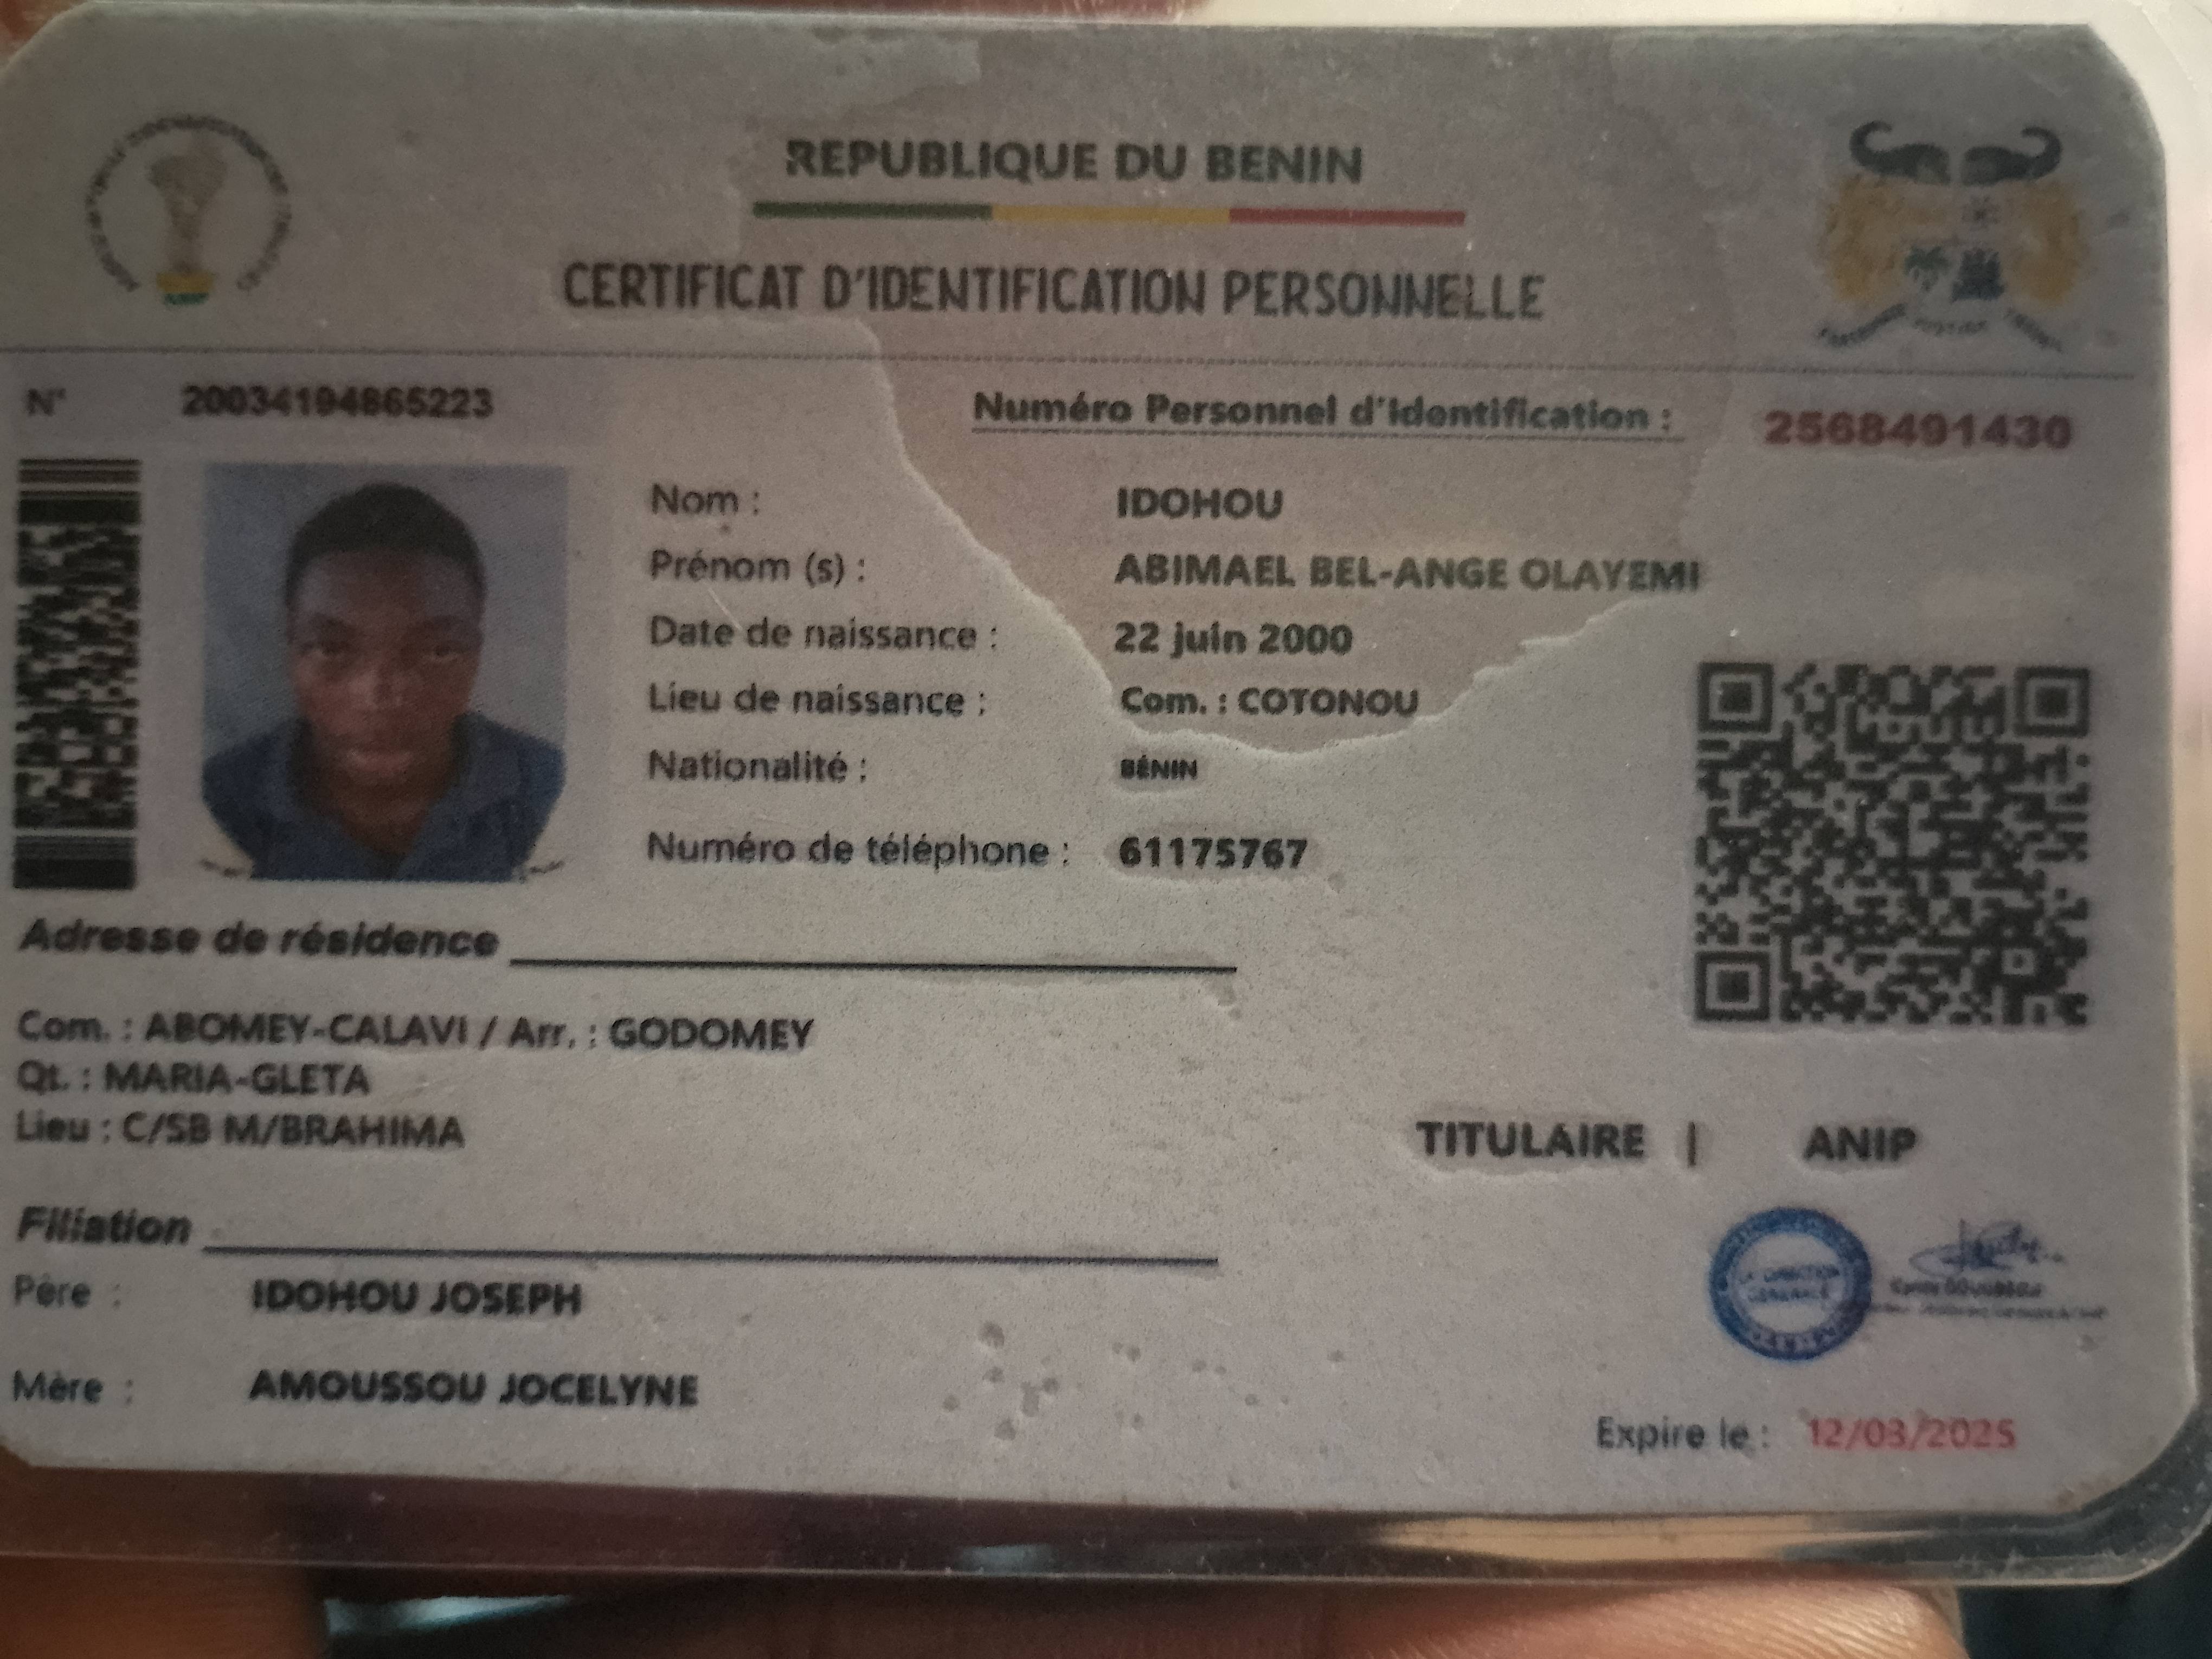 REPUBLIQUE DU BENIN
CERTIFICAT D'IDENTIFICATION PERSONNELLE
N° 20034194865223
Numéro Personnel d'Identification : 2568491430
Nom : IDOHOU
Prénom (s) : ABIMAEL BEL-ANGE OLAYEMI
Date de naissance : 22 juin 2000
Lieu de naissance : Com. : COTONOU
Nationalité : BÉNIN
Numéro de téléphone : 61175767
Adresse de résidence
Com. : ABOMEY-CALAVI / Arr. : GODOMEY
Qt. : MARIA-GLETA
Lieu : C/SB M/BRAHIMA
TITULAIRE | ANIP
Filiation
Père : IDOHOU JOSEPH
Mère : AMOUSSOU JOCELYNE
Expire le : 12/03/2025